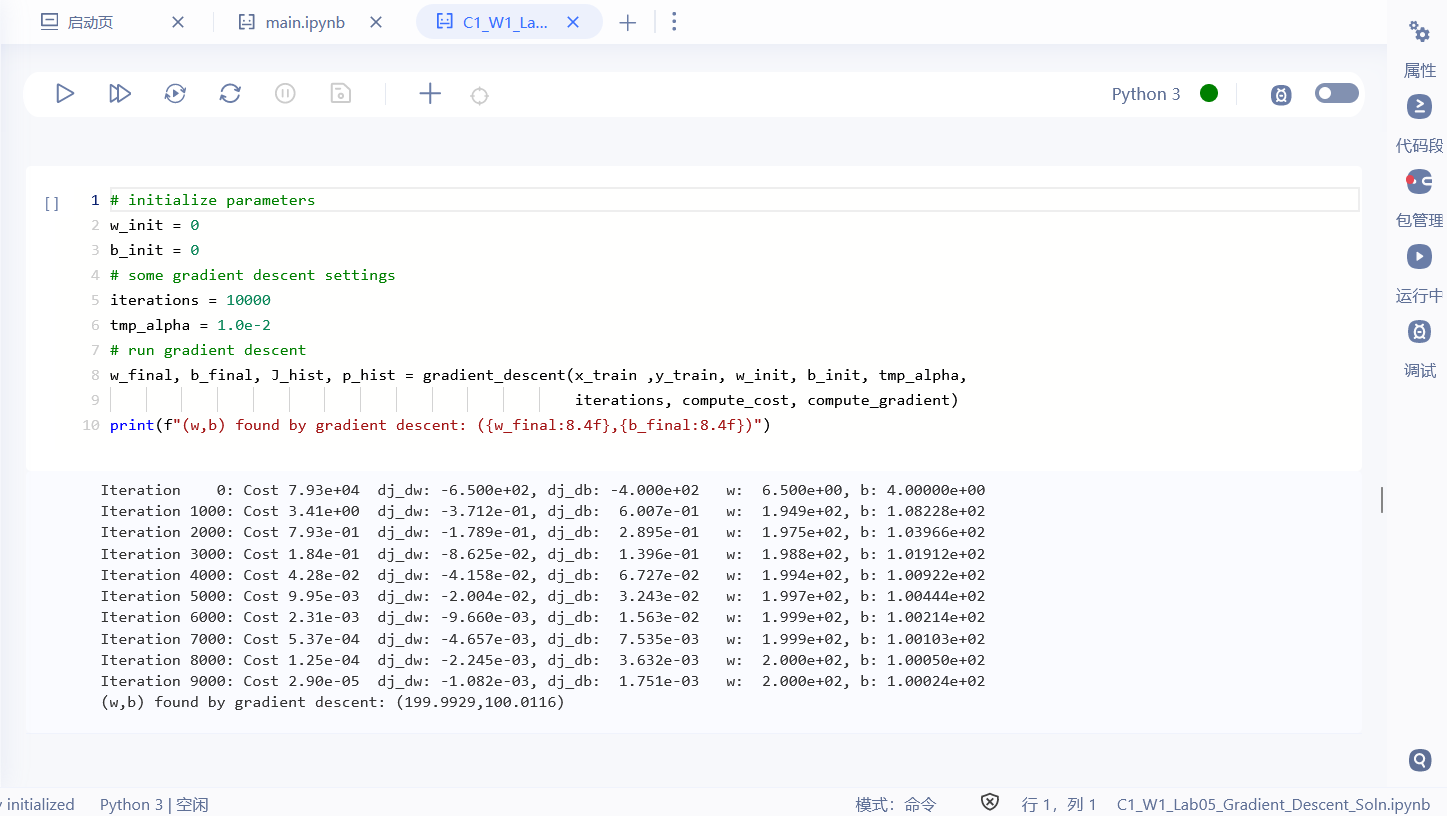 启动页
main.ipynb
C1_W1_La...
Python 3
属性
代码段
包管理
运行中
调试
[ ]
1 # initialize parameters
2 w_init = 0
3 b_init = 0
4 # some gradient descent settings
5 iterations = 10000
6 tmp_alpha = 1.0e-2
7 # run gradient descent
8 w_final, b_final, J_hist, p_hist = gradient_descent(x_train ,y_train, w_init, b_init, tmp_alpha,
9 iterations, compute_cost, compute_gradient)
10 print(f"(w,b) found by gradient descent: ({w_final:8.4f},{b_final:8.4f})")
Iteration    0: Cost 7.93e+04  dj_dw: -6.500e+02, dj_db: -4.000e+02   w:  6.500e+00, b: 4.00000e+00
Iteration 1000: Cost 3.41e+00  dj_dw: -3.712e-01, dj_db:  6.007e-01   w:  1.949e+02, b: 1.08228e+02
Iteration 2000: Cost 7.93e-01  dj_dw: -1.789e-01, dj_db:  2.895e-01   w:  1.975e+02, b: 1.03966e+02
Iteration 3000: Cost 1.84e-01  dj_dw: -8.625e-02, dj_db:  1.396e-01   w:  1.988e+02, b: 1.01912e+02
Iteration 4000: Cost 4.28e-02  dj_dw: -4.158e-02, dj_db:  6.727e-02   w:  1.994e+02, b: 1.00922e+02
Iteration 5000: Cost 9.95e-03  dj_dw: -2.004e-02, dj_db:  3.243e-02   w:  1.997e+02, b: 1.00444e+02
Iteration 6000: Cost 2.31e-03  dj_dw: -9.660e-03, dj_db:  1.563e-02   w:  1.999e+02, b: 1.00214e+02
Iteration 7000: Cost 5.37e-04  dj_dw: -4.657e-03, dj_db:  7.535e-03   w:  1.999e+02, b: 1.00103e+02
Iteration 8000: Cost 1.25e-04  dj_dw: -2.245e-03, dj_db:  3.632e-03   w:  2.000e+02, b: 1.00050e+02
Iteration 9000: Cost 2.90e-05  dj_dw: -1.082e-03, dj_db:  1.751e-03   w:  2.000e+02, b: 1.00024e+02
(w,b) found by gradient descent: (199.9929,100.0116)
initialized Python 3 | 空闲 模式: 命令 行 1, 列 1 C1_W1_Lab05_Gradient_Descent_Soln.ipynb